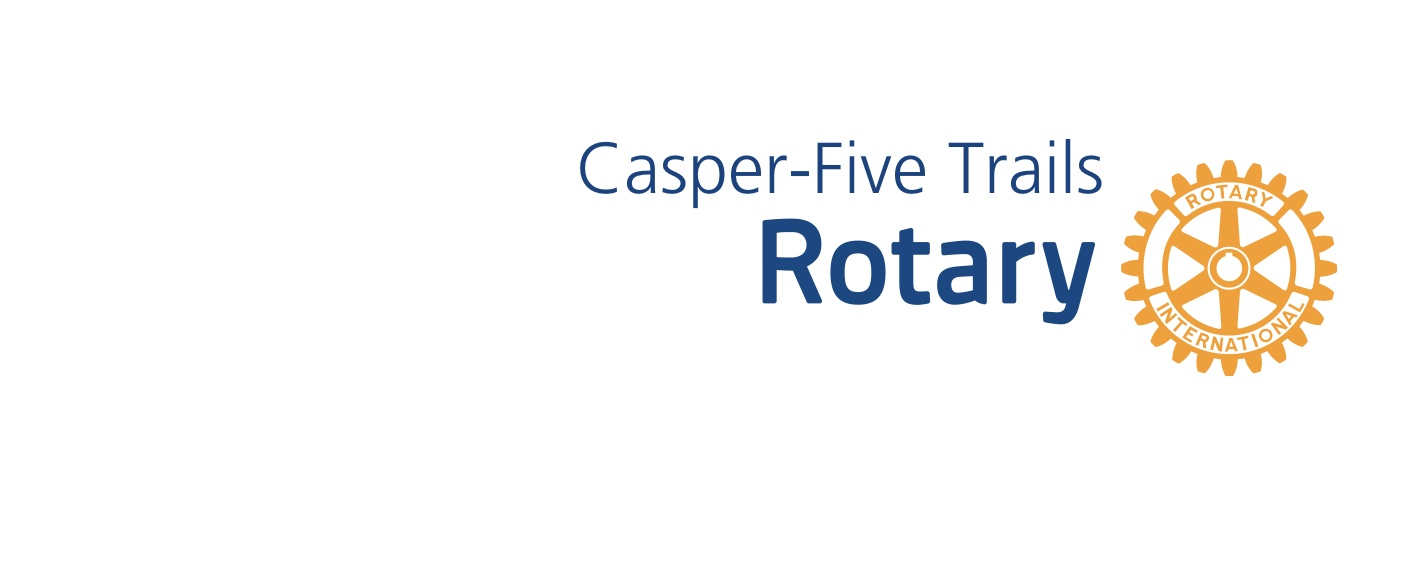 Casper-Five Trails
Rotary
ROTARY
INTERNATIONAL